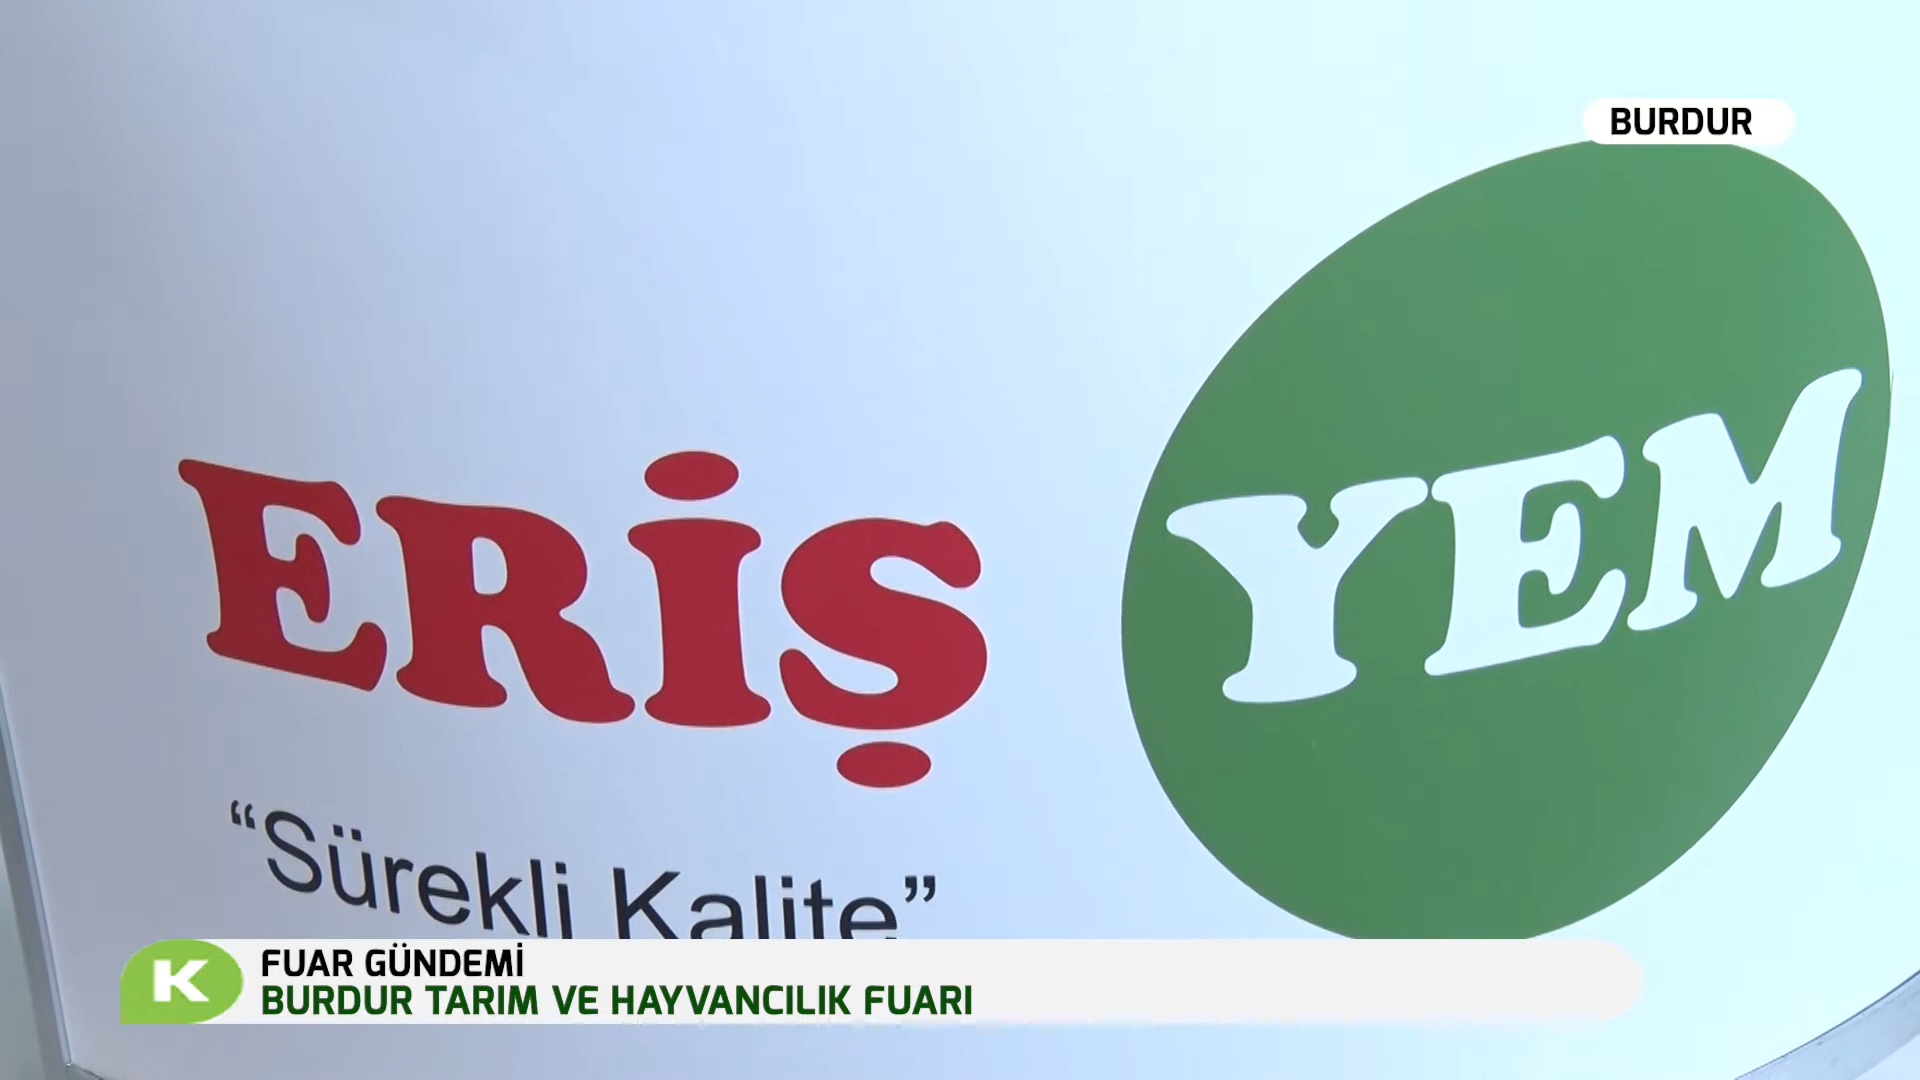 BURDUR
ERİŞ YEM
“Sürekli Kalite”
K
FUAR GÜNDEMİ
BURDUR TARIM VE HAYVANCILIK FUARI